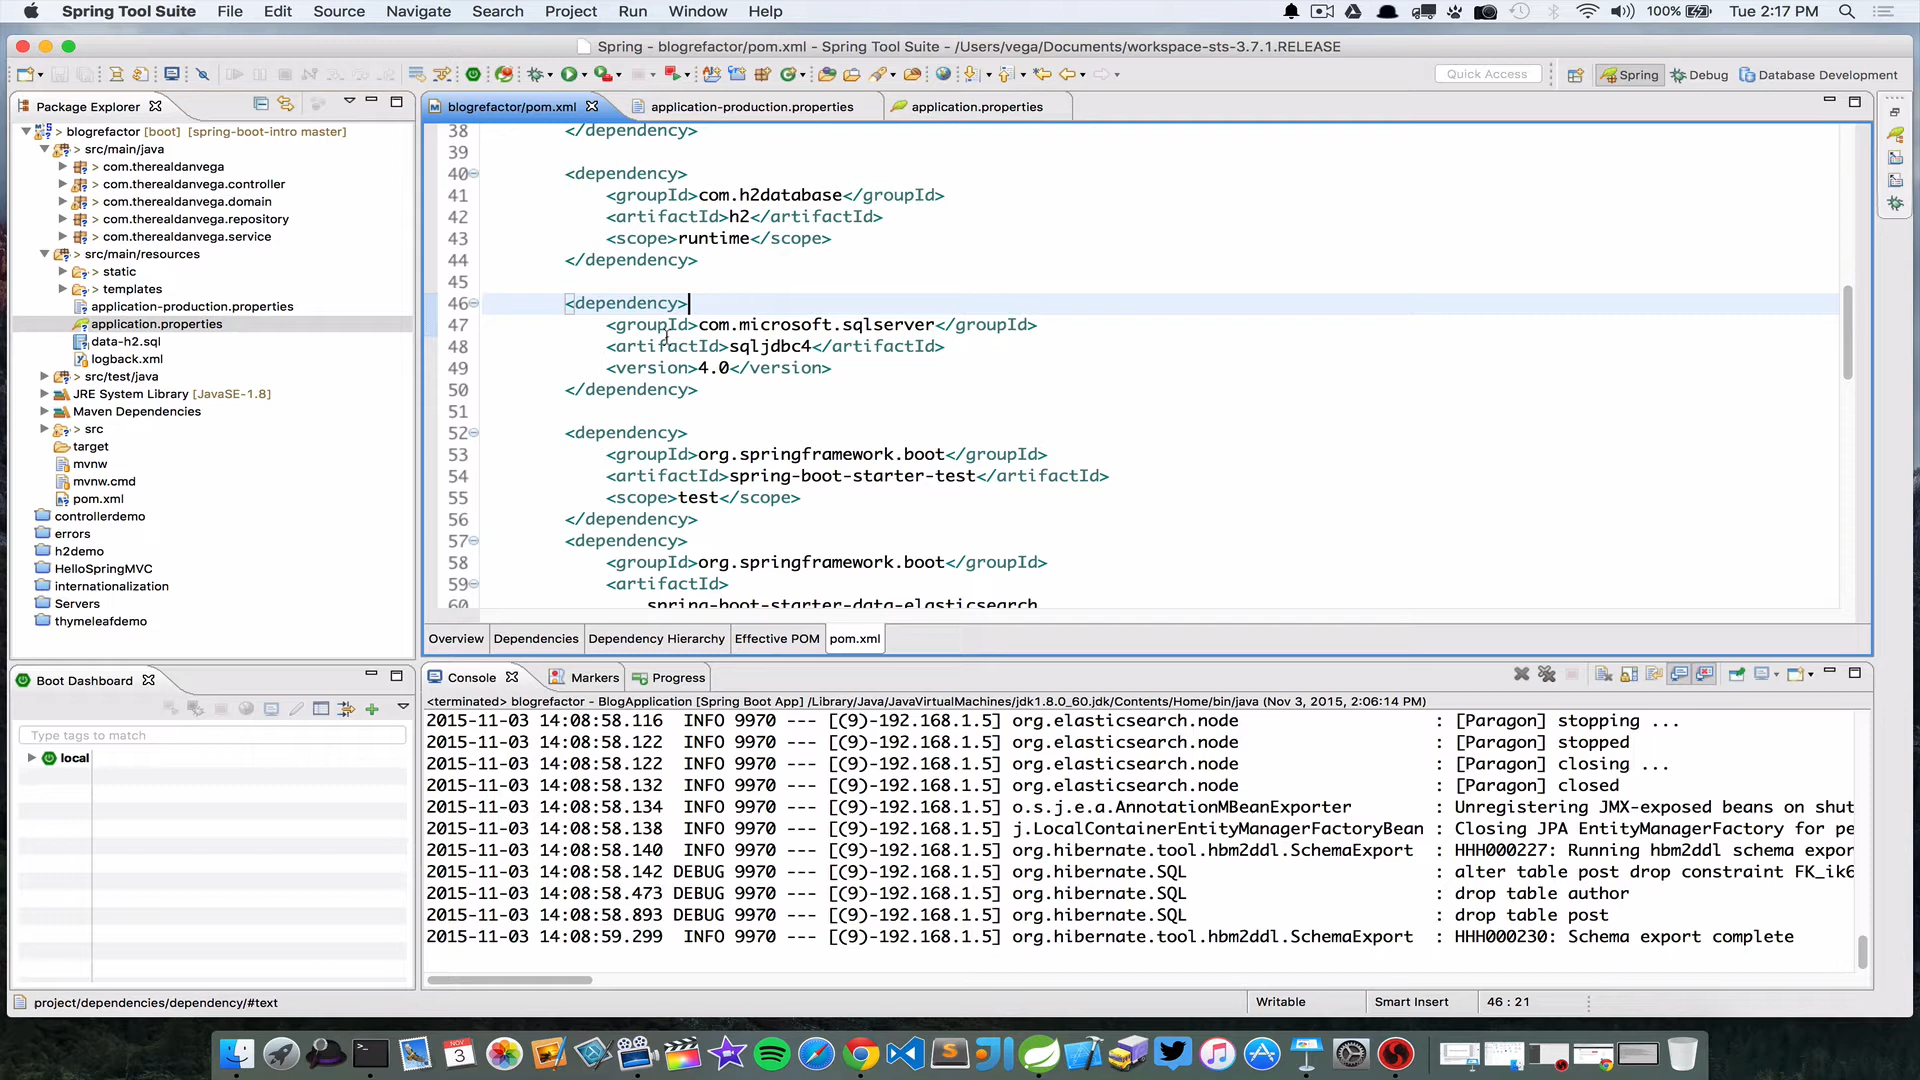 Spring Tool Suite File Edit Source Navigate Search Project Run Window Help 100% Tue 2:17 PM
Spring - blogrefactor/pom.xml - Spring Tool Suite - /Users/vega/Documents/workspace-sts-3.7.1.RELEASE
Quick Access Spring Debug Database Development
Package Explorer
> blogrefactor [boot] [spring-boot-intro master]
> src/main/java
> com.therealdanvega
> com.therealdanvega.controller
> com.therealdanvega.domain
> com.therealdanvega.repository
> com.therealdanvega.service
> src/main/resources
> static
> templates
application-production.properties
application.properties
data-h2.sql
logback.xml
> src/test/java
JRE System Library [JavaSE-1.8]
Maven Dependencies
> src
target
mvnw
mvnw.cmd
pom.xml
controllerdemo
errors
h2demo
HelloSpringMVC
internationalization
Servers
thymeleafdemo
blogrefactor/pom.xml application-production.properties application.properties
38 </dependency>
39
40 <dependency>
41 <groupId>com.h2database</groupId>
42 <artifactId>h2</artifactId>
43 <scope>runtime</scope>
44 </dependency>
45
46 <dependency>
47 <groupId>com.microsoft.sqlserver</groupId>
48 <artifactId>sqljdbc4</artifactId>
49 <version>4.0</version>
50 </dependency>
51
52 <dependency>
53 <groupId>org.springframework.boot</groupId>
54 <artifactId>spring-boot-starter-test</artifactId>
55 <scope>test</scope>
56 </dependency>
57 <dependency>
58 <groupId>org.springframework.boot</groupId>
59 <artifactId>
60 spring-boot-starter-data-elasticsearch
Overview Dependencies Dependency Hierarchy Effective POM pom.xml
Boot Dashboard
Type tags to match
local
Console Markers Progress
<terminated> blogrefactor - BlogApplication [Spring Boot App] /Library/Java/JavaVirtualMachines/jdk1.8.0_60.jdk/Contents/Home/bin/java (Nov 3, 2015, 2:06:14 PM)
2015-11-03 14:08:58.116 INFO 9970 --- [(9)-192.168.1.5] org.elasticsearch.node : [Paragon] stopping ...
2015-11-03 14:08:58.122 INFO 9970 --- [(9)-192.168.1.5] org.elasticsearch.node : [Paragon] stopped
2015-11-03 14:08:58.122 INFO 9970 --- [(9)-192.168.1.5] org.elasticsearch.node : [Paragon] closing ...
2015-11-03 14:08:58.132 INFO 9970 --- [(9)-192.168.1.5] org.elasticsearch.node : [Paragon] closed
2015-11-03 14:08:58.134 INFO 9970 --- [(9)-192.168.1.5] o.s.j.e.a.AnnotationMBeanExporter : Unregistering JMX-exposed beans on shut
2015-11-03 14:08:58.138 INFO 9970 --- [(9)-192.168.1.5] j.LocalContainerEntityManagerFactoryBean : Closing JPA EntityManagerFactory for pe
2015-11-03 14:08:58.140 INFO 9970 --- [(9)-192.168.1.5] org.hibernate.tool.hbm2ddl.SchemaExport : HHH000227: Running hbm2ddl schema expor
2015-11-03 14:08:58.142 DEBUG 9970 --- [(9)-192.168.1.5] org.hibernate.SQL : alter table post drop constraint FK_ik6
2015-11-03 14:08:58.473 DEBUG 9970 --- [(9)-192.168.1.5] org.hibernate.SQL : drop table author
2015-11-03 14:08:58.893 DEBUG 9970 --- [(9)-192.168.1.5] org.hibernate.SQL : drop table post
2015-11-03 14:08:59.299 INFO 9970 --- [(9)-192.168.1.5] org.hibernate.tool.hbm2ddl.SchemaExport : HHH000230: Schema export complete
project/dependencies/dependency/#text Writable Smart Insert 46 : 21
NOV
3